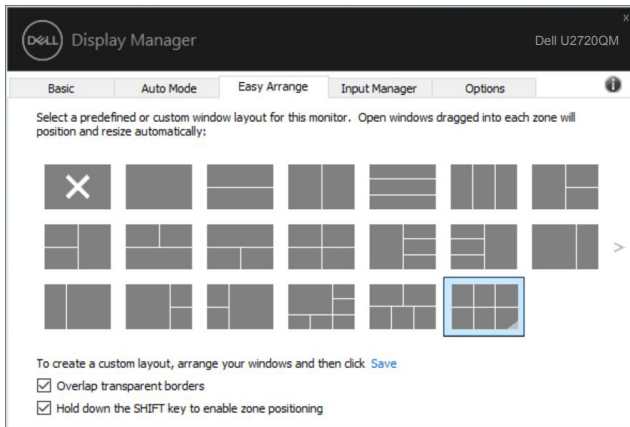 x
DELL Display Manager
Dell U2720QM
Basic Auto Mode Easy Arrange Input Manager Options
Select a predefined or custom window layout for this monitor. Open windows dragged into each zone will
position and resize automatically:
>
To create a custom layout, arrange your windows and then click Save
Overlap transparent borders
Hold down the SHIFT key to enable zone positioning